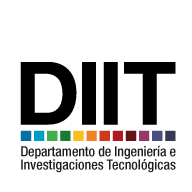 DIIT
Departamento de Ingeniería e
Investigaciones Tecnológicas